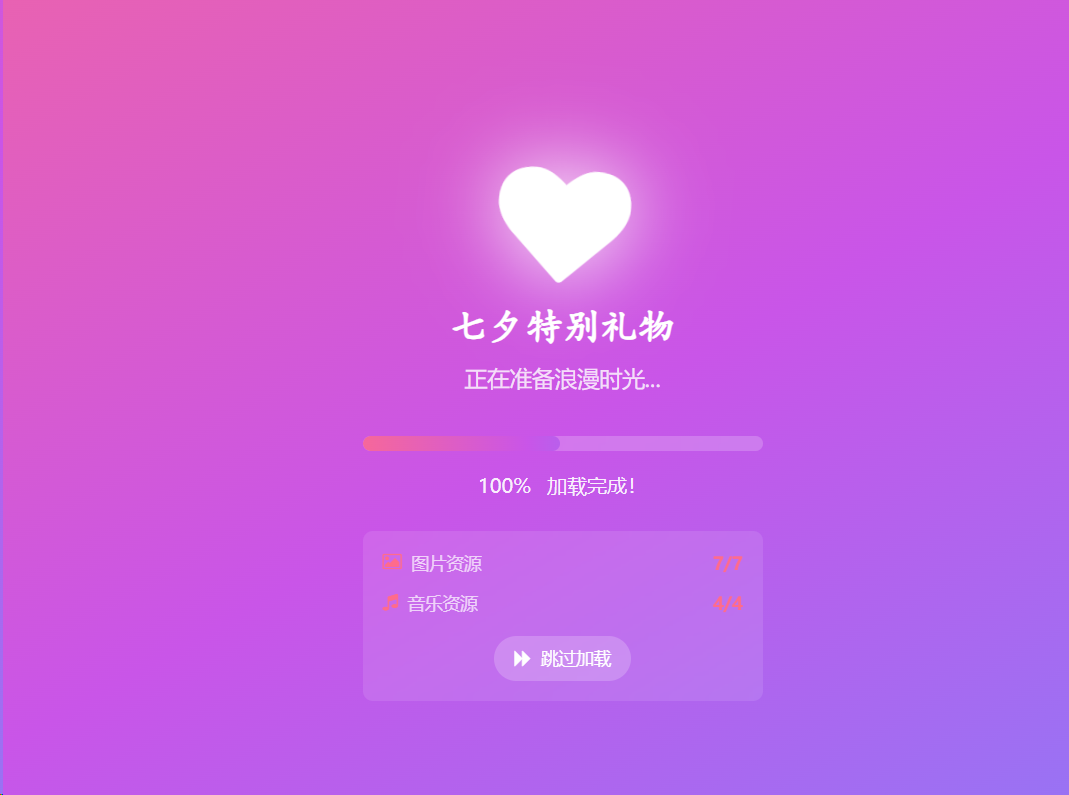 七夕特别礼物
正在准备浪漫时光...
100% 加载完成!
图片资源 7/7
音乐资源 4/4
跳过加载